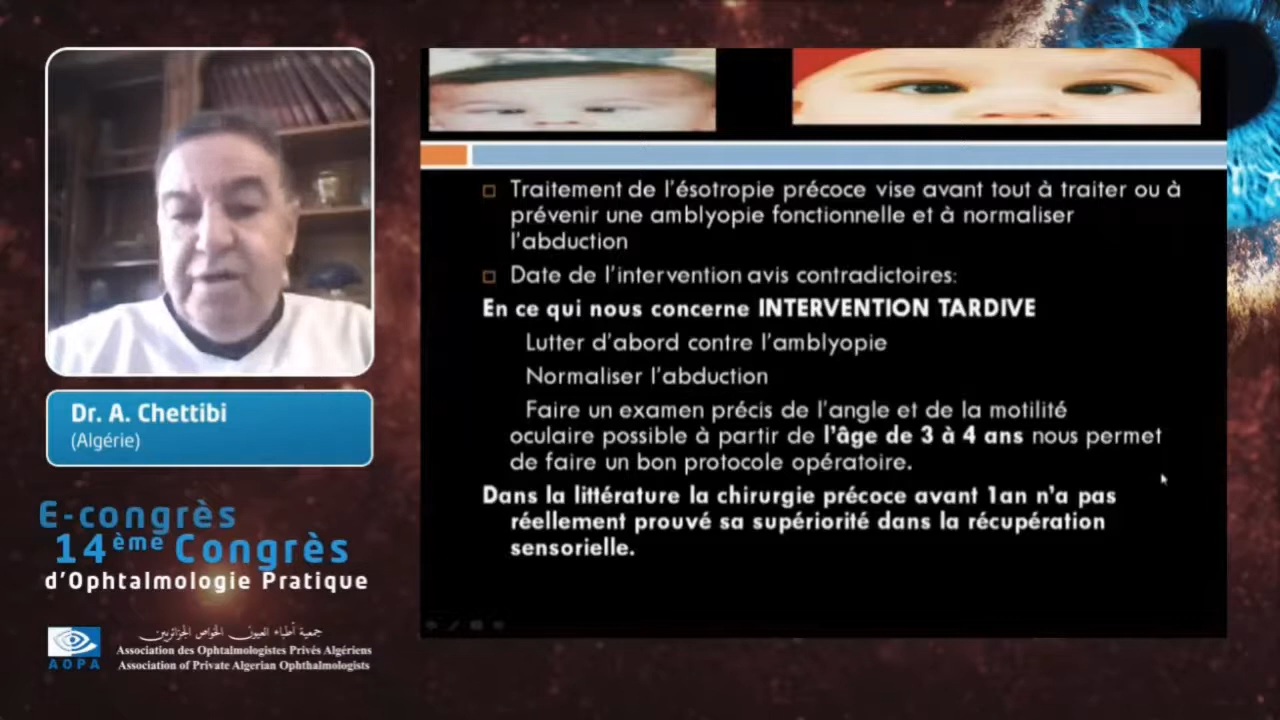 Traitement de l'ésotropie précoce vise avant tout à traiter ou à
prévenir une amblyopie fonctionnelle et à normaliser
l'abduction
Date de l'intervention avis contradictoires:
En ce qui nous concerne INTERVENTION TARDIVE
Lutter d'abord contre l'amblyopie
Normaliser l'abduction
Faire un examen précis de l'angle et de la motilité
oculaire possible à partir de l'âge de 3 à 4 ans nous permet
de faire un bon protocole opératoire.
Dans la littérature la chirurgie précoce avant 1an n'a pas
réellement prouvé sa supériorité dans la récupération
sensorielle.
Dr. A. Chettibi
(Algérie)
E-congrès
14ème Congrès
d'Ophtalmologie Pratique
جمعية أطباء العيون الخواص الجزائريين
Association des Ophtalmologistes Privés Algériens
Association of Private Algerian Ophthalmologists
AOPA